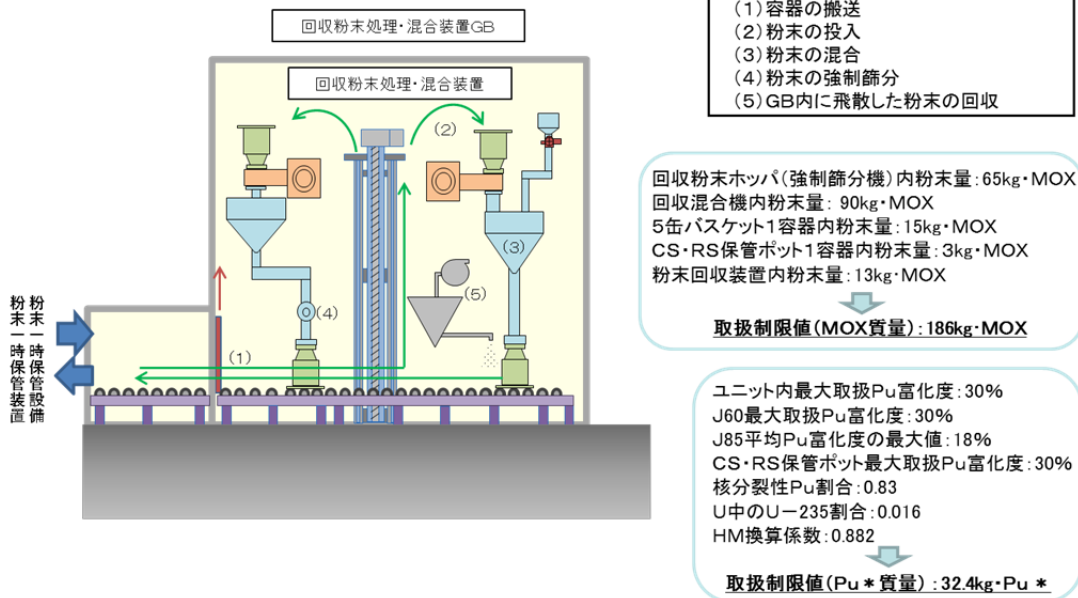 回収粉末処理・混合装置GB
回収粉末処理・混合装置
(1)
(2)
(3)
(4)
(5)
粉末一時保管設備
粉末一時保管装置
(1)容器の搬送
(2)粉末の投入
(3)粉末の混合
(4)粉末の強制篩分
(5)GB内に飛散した粉末の回収
回収粉末ホッパ(強制篩分機)内粉末量:65kg・MOX
回収混合機内粉末量: 90kg・MOX
5缶バスケット1容器内粉末量:15kg・MOX
CS・RS保管ポット1容器内粉末量:3kg・MOX
粉末回収装置内粉末量:13kg・MOX
取扱制限値(MOX質量):186kg・MOX
ユニット内最大取扱Pu富化度:30%
J60最大取扱Pu富化度:30%
J85平均Pu富化度の最大値:18%
CS・RS保管ポット最大取扱Pu富化度:30%
核分裂性Pu割合:0.83
U中のU-235割合:0.016
HM換算係数:0.882
取扱制限値(Pu*質量):32.4kg・Pu*